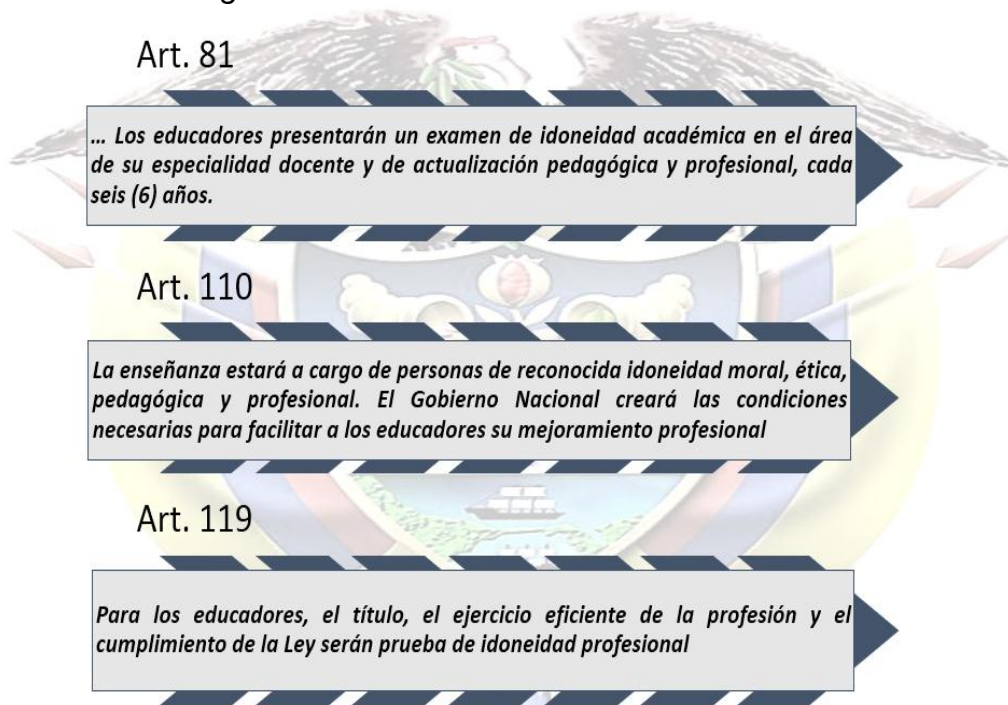 Art. 81
... Los educadores presentarán un examen de idoneidad académica en el área
de su especialidad docente y de actualización pedagógica y profesional, cada
seis (6) años.
Art. 110
La enseñanza estará a cargo de personas de reconocida idoneidad moral, ética,
pedagógica y profesional. El Gobierno Nacional creará las condiciones
necesarias para facilitar a los educadores su mejoramiento profesional
Art. 119
Para los educadores, el título, el ejercicio eficiente de la profesión y el
cumplimiento de la Ley serán prueba de idoneidad profesional